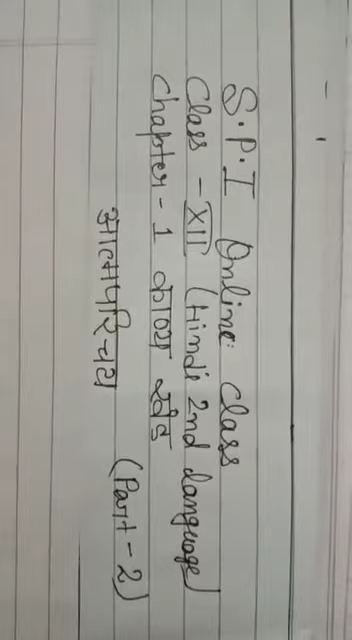 S.P.I Online class
Class - XII (Hindi 2nd language)
Chapter - 1 काव्य खंड
आत्मपरिचय (Part - 2)